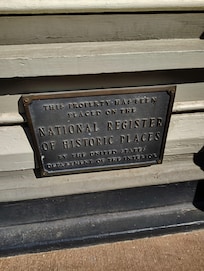 THIS PROPERTY HAS BEEN
PLACED ON THE
NATIONAL REGISTER
OF HISTORIC PLACES
BY THE UNITED STATES
DEPARTMENT OF THE INTERIOR